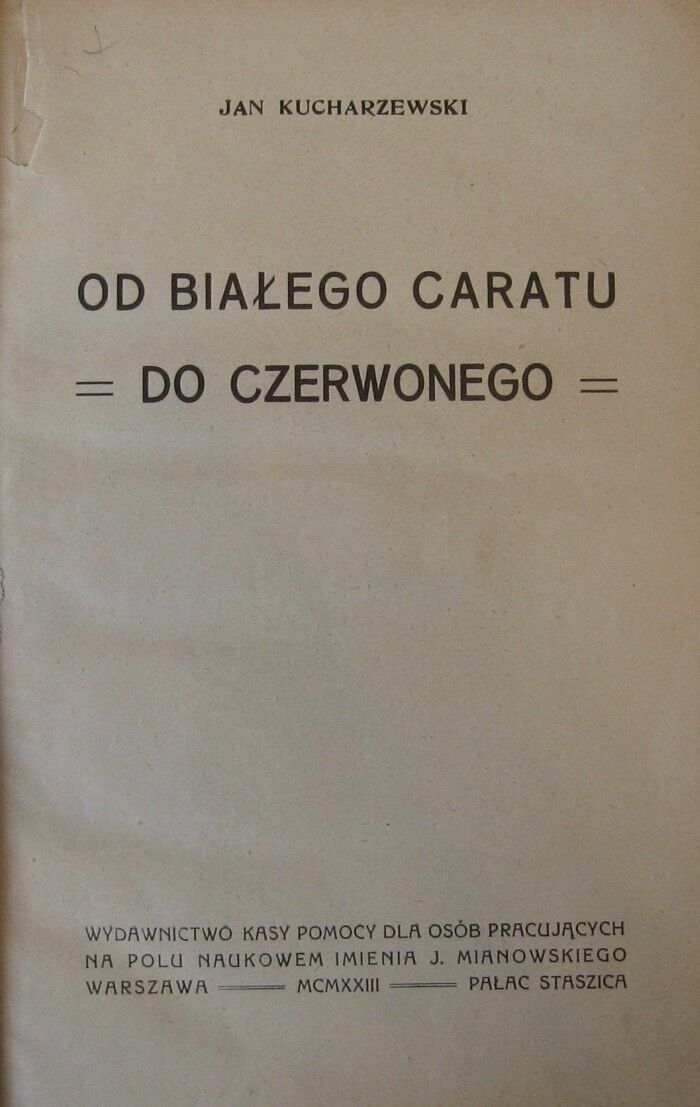 JAN KUCHARZEWSKI
OD BIAŁEGO CARATU
= DO CZERWONEGO =
WYDAWNICTWO KASY POMOCY DLA OSÓB PRACUJĄCYCH
NA POLU NAUKOWEM IMIENIA J. MIANOWSKIEGO
WARSZAWA ═══ MCMXXIII ═══ PAŁAC STASZICA